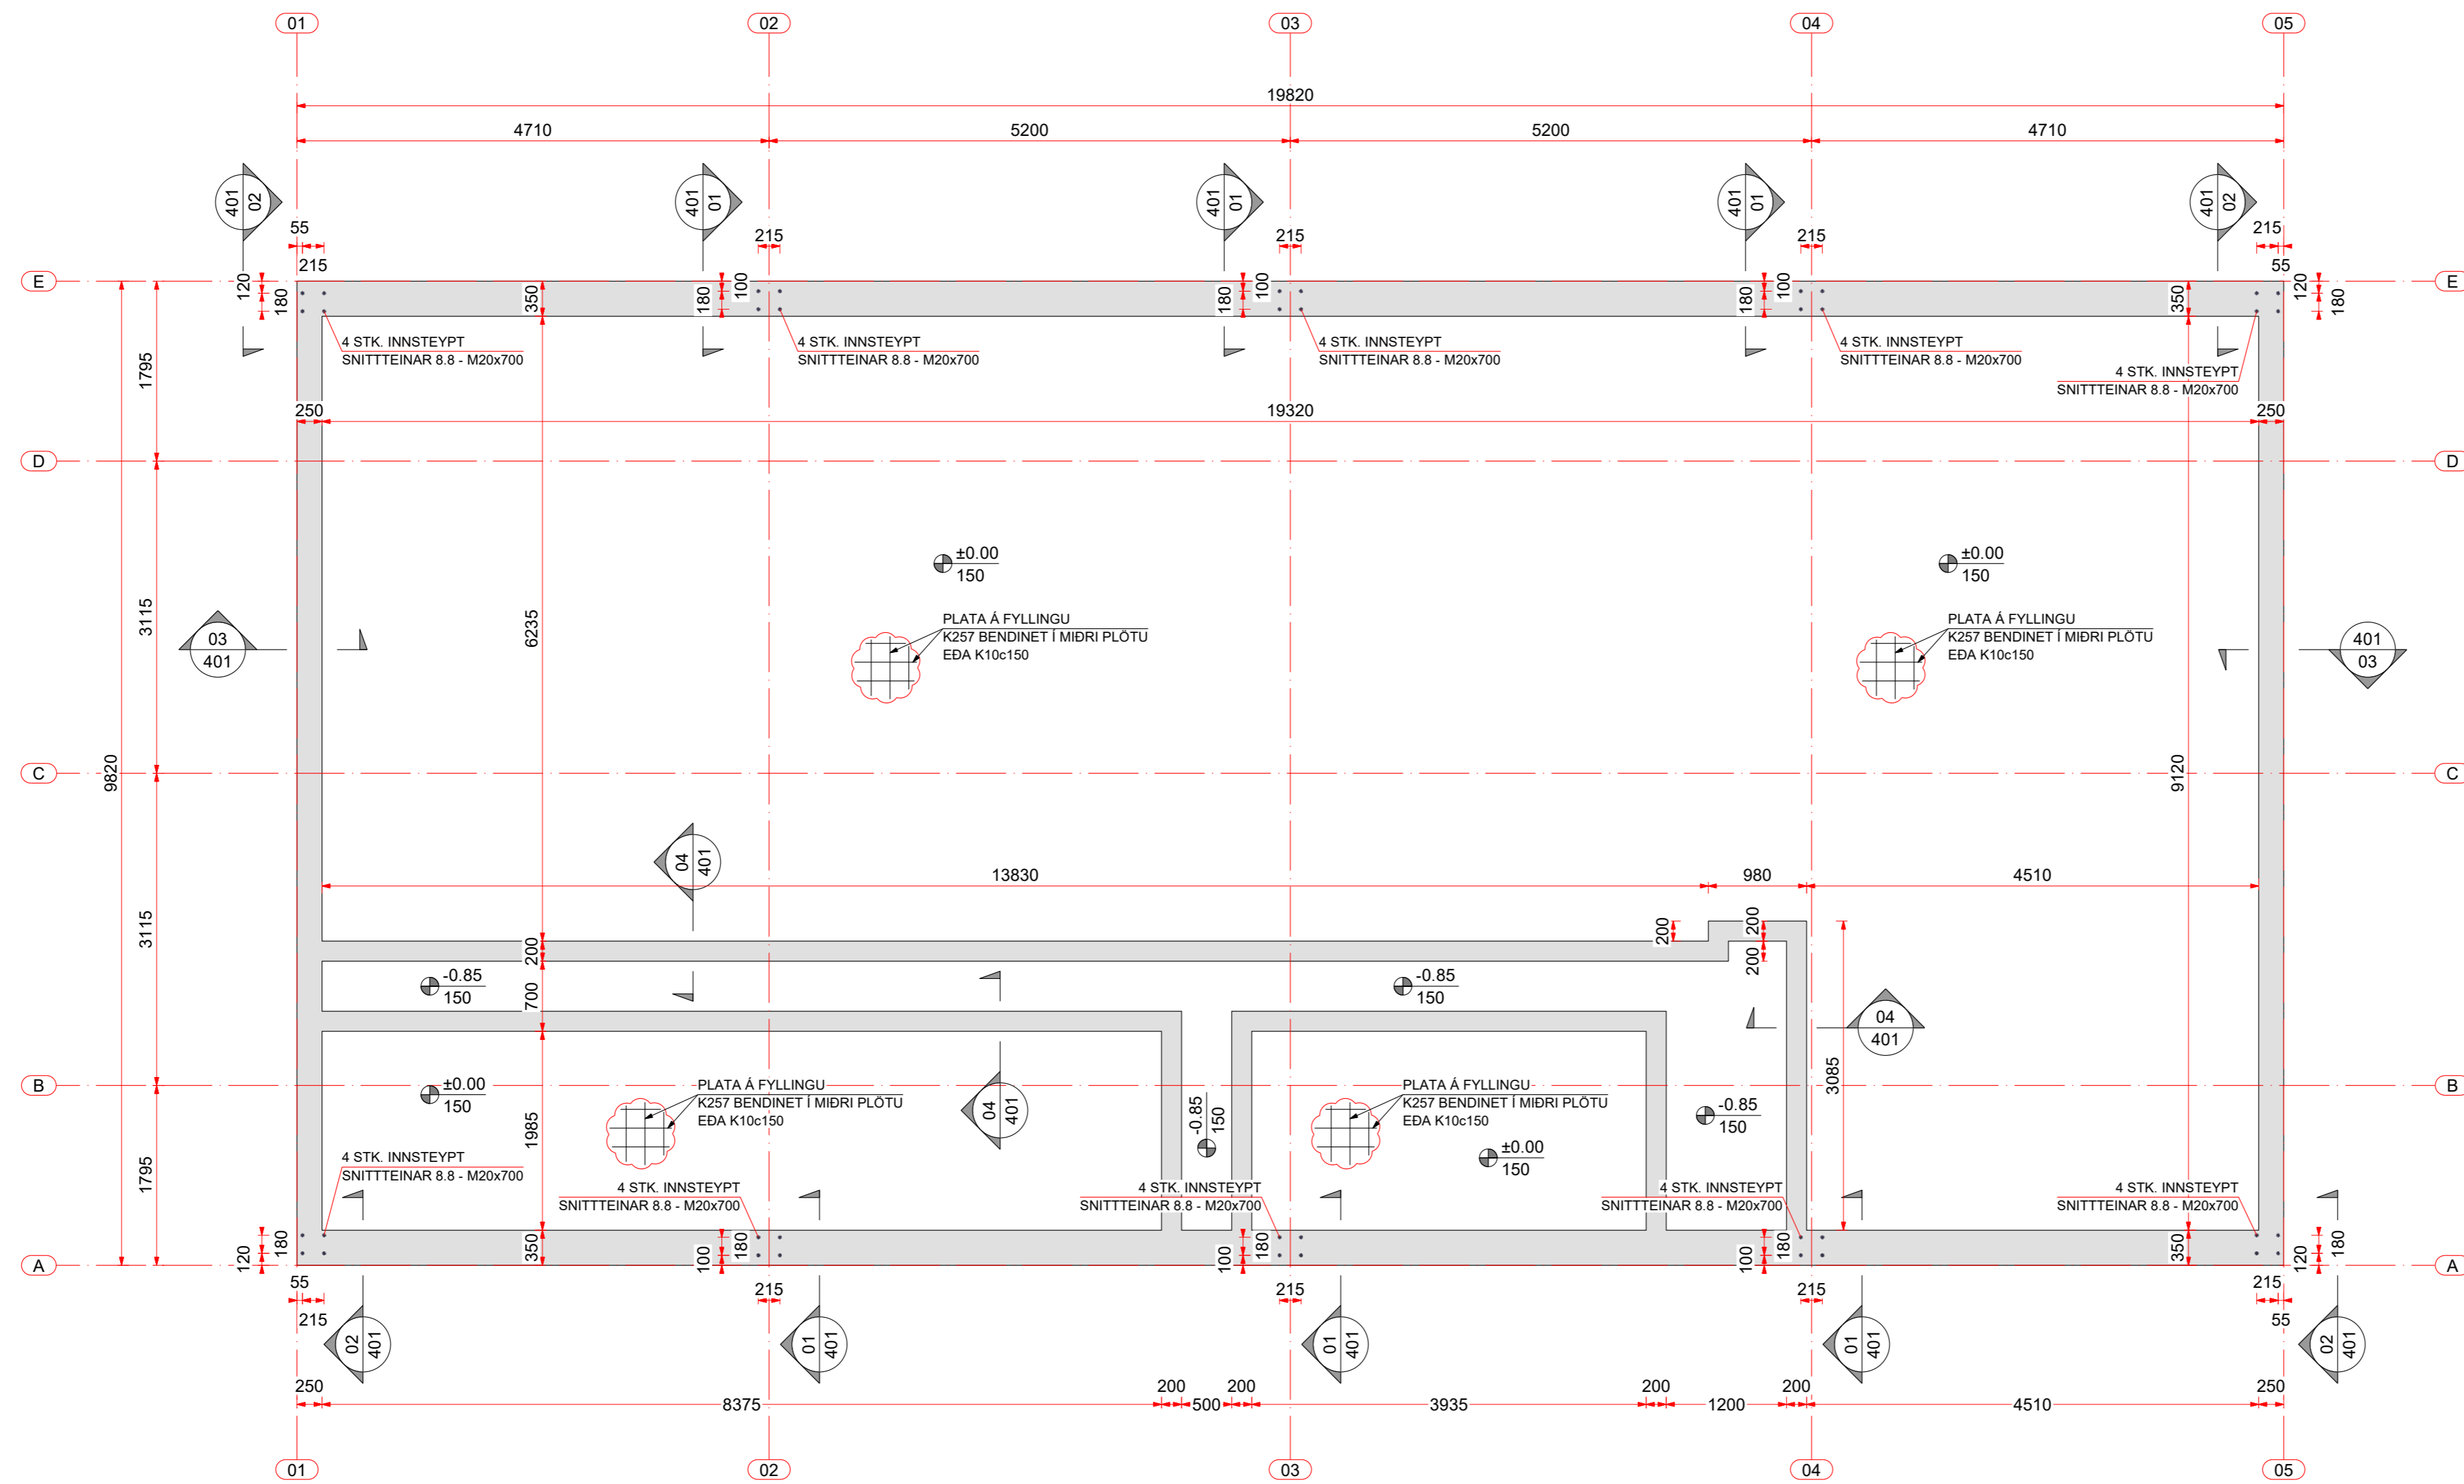 01 02 03 04 05
19820
4710 5200 5200 4710
401 02
401 01
401 01
401 01
401 02
55 215 215 215 215 215 55
E E
120 180 350 180 100 180 100 180 100 350 120 180
4 STK. INNSTEYPT
SNITTTEINAR 8.8 - M20x700
4 STK. INNSTEYPT
SNITTTEINAR 8.8 - M20x700
4 STK. INNSTEYPT
SNITTTEINAR 8.8 - M20x700
4 STK. INNSTEYPT
SNITTTEINAR 8.8 - M20x700
4 STK. INNSTEYPT
SNITTTEINAR 8.8 - M20x700
1795
250 19320 250
D D
±0.00
150
±0.00
150
3115
6235
PLATA Á FYLLINGU
K257 BENDINET Í MIÐRI PLÖTU
EÐA K10c150
PLATA Á FYLLINGU
K257 BENDINET Í MIÐRI PLÖTU
EÐA K10c150
03
401
401
03
C C
9820
9120
04
401
13830 980 4510
3115
200
200 200
200
-0.85
150
-0.85
150
700
04
401
3085
B B
±0.00
150
PLATA Á FYLLINGU
K257 BENDINET Í MIÐRI PLÖTU
EÐA K10c150
04
401
-0.85
150
PLATA Á FYLLINGU
K257 BENDINET Í MIÐRI PLÖTU
EÐA K10c150
-0.85
150
±0.00
150
1985
1795
4 STK. INNSTEYPT
SNITTTEINAR 8.8 - M20x700
4 STK. INNSTEYPT
SNITTTEINAR 8.8 - M20x700
4 STK. INNSTEYPT
SNITTTEINAR 8.8 - M20x700
4 STK. INNSTEYPT
SNITTTEINAR 8.8 - M20x700
4 STK. INNSTEYPT
SNITTTEINAR 8.8 - M20x700
120 180 350 100 180 100 180 100 180 350 120 180
A A
55 215 215 215 215 215 55
02
401
01
401
01
401
01
401
02
401
250 8375 200 500 200 3935 200 1200 200 4510 250
01 02 03 04 05